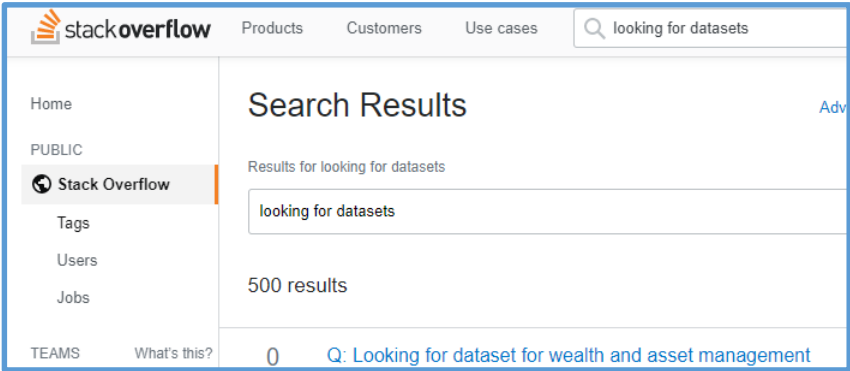 stackoverflow Products Customers Use cases looking for datasets
Home
Search Results
PUBLIC
Results for looking for datasets
Stack Overflow
looking for datasets
Tags
Users
500 results
Jobs
TEAMS What's this?
0 Q: Looking for dataset for wealth and asset management